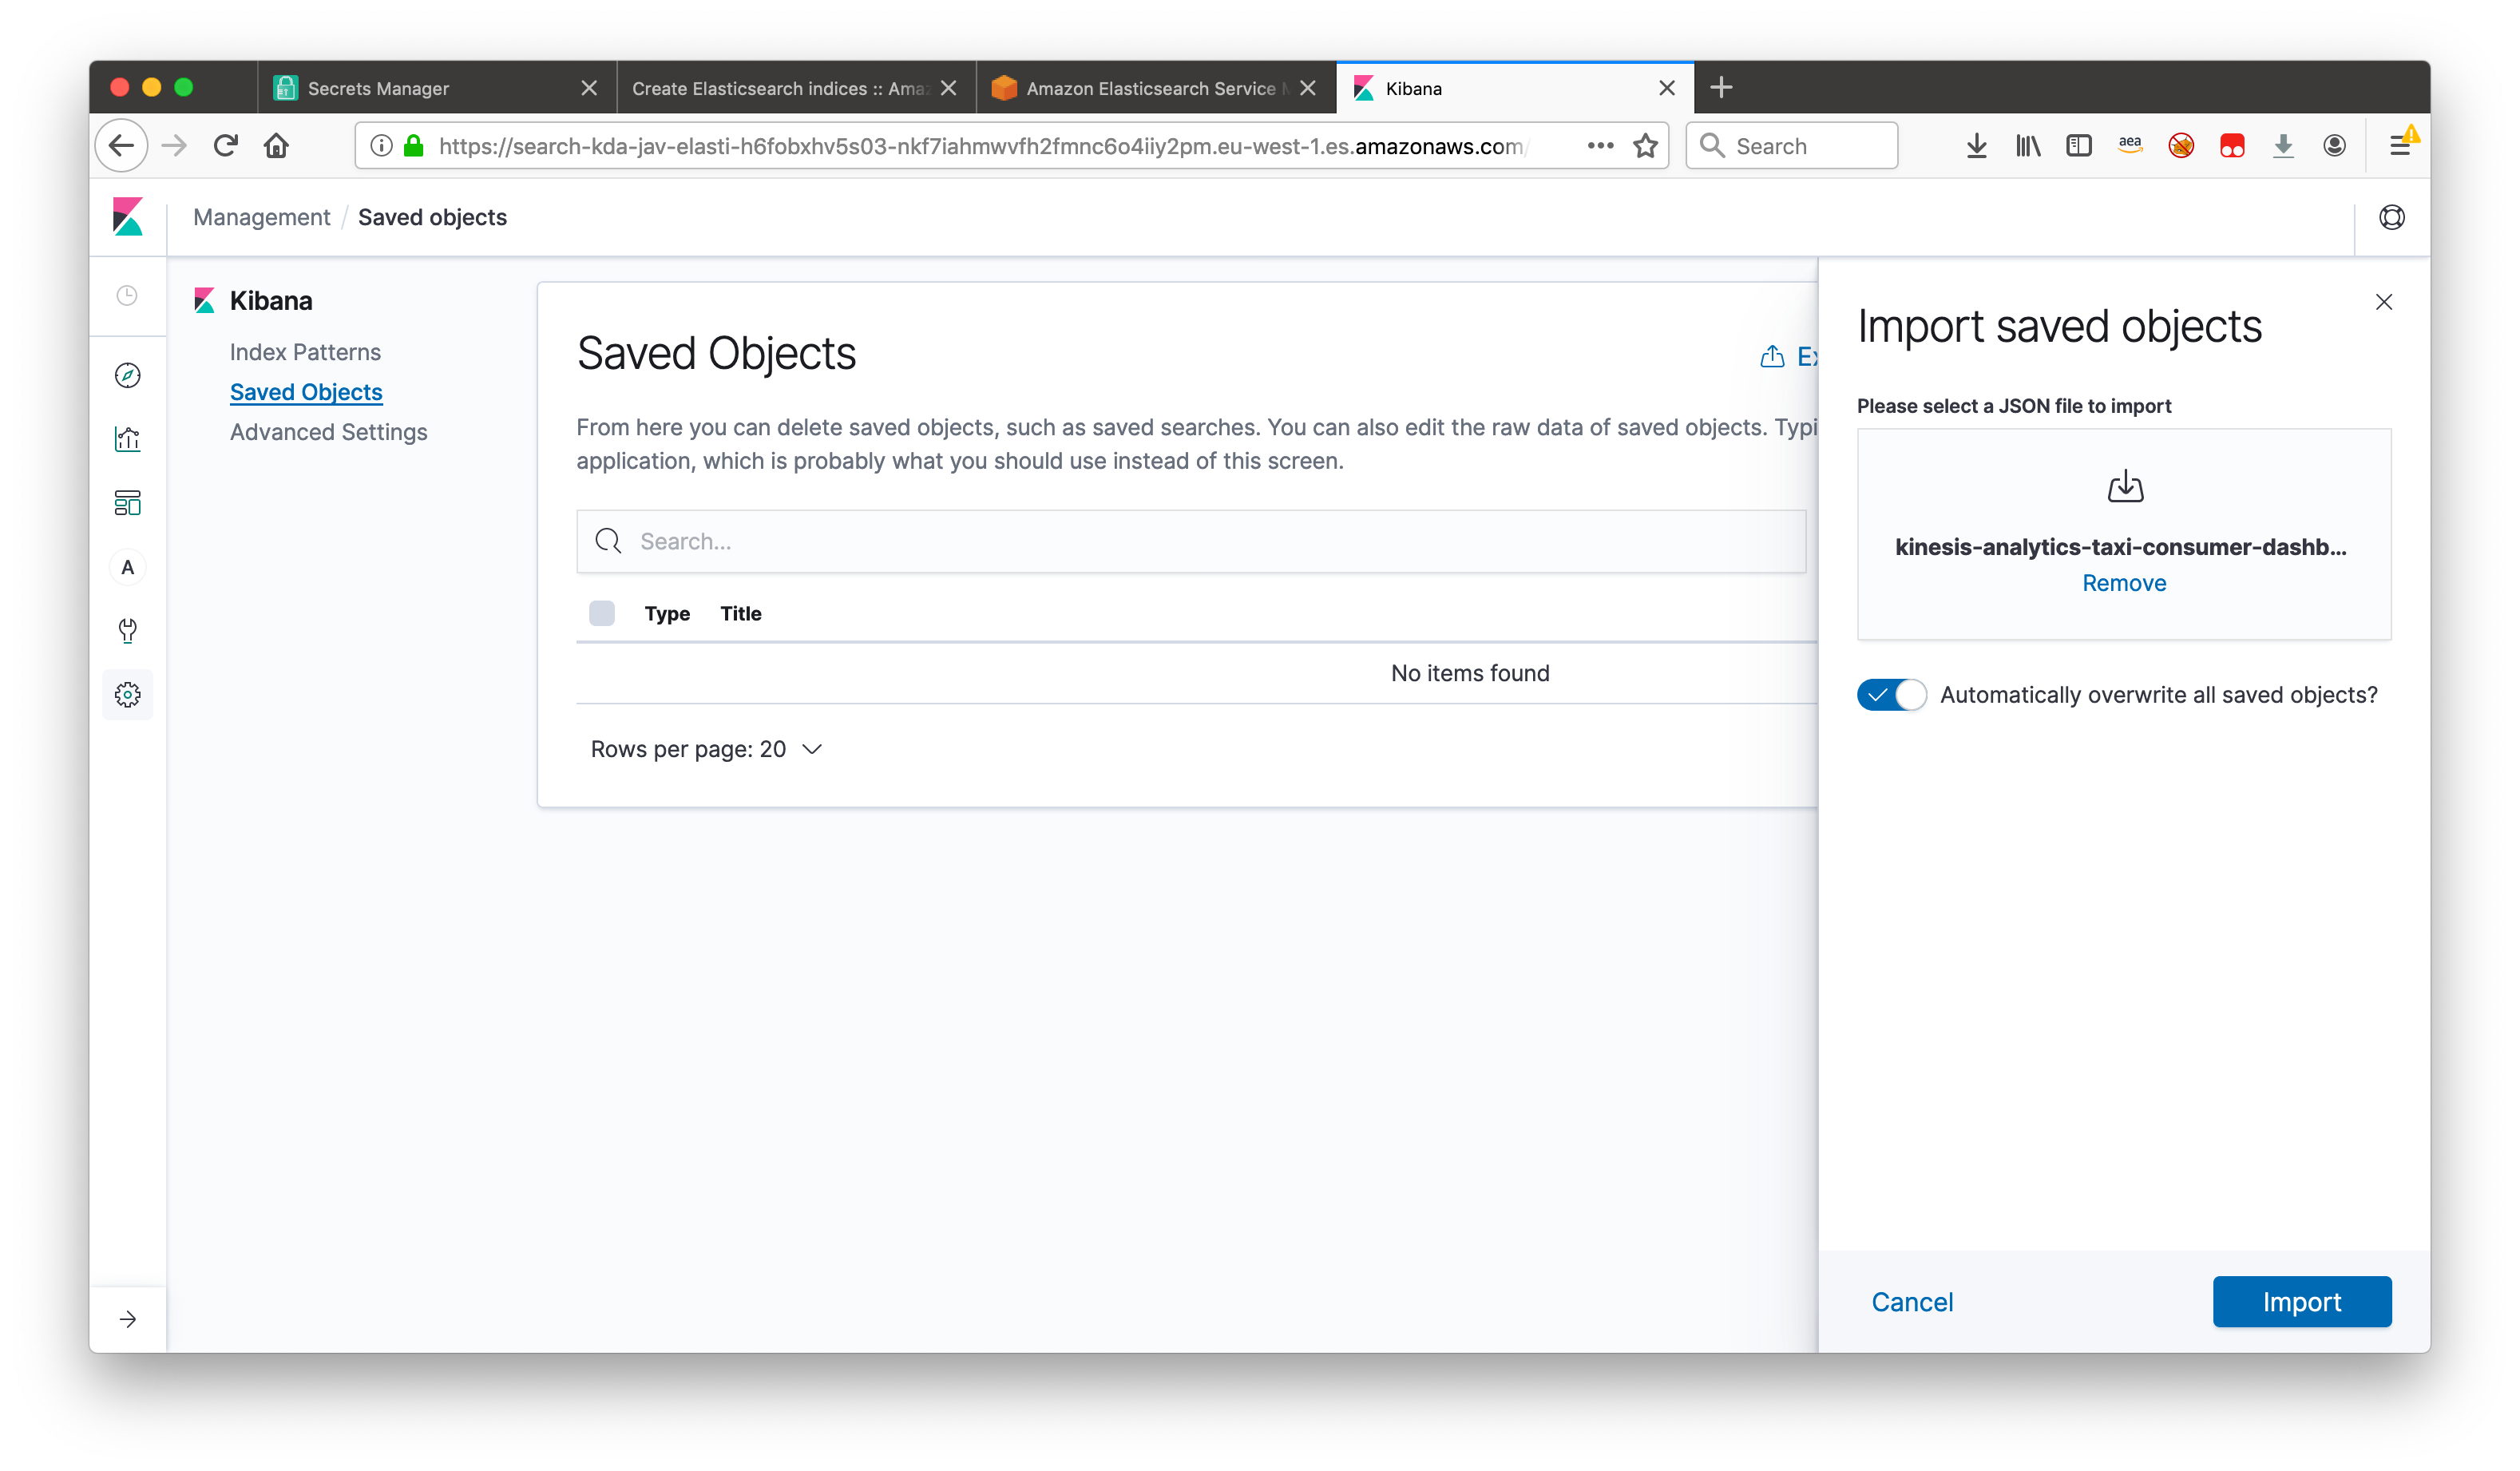 Secrets Manager
Create Elasticsearch indices :: Ama
Amazon Elasticsearch Service
Kibana
https://search-kda-jav-elasti-h6fobxhv5s03-nkf7iahmwvfh2fmnc6o4iiy2pm.eu-west-1.es.amazonaws.com/
Search
aea
Management / Saved objects
Kibana
Index Patterns
Saved Objects
Advanced Settings
A
Saved Objects
Ex
From here you can delete saved objects, such as saved searches. You can also edit the raw data of saved objects. Typi
application, which is probably what you should use instead of this screen.
Search...
Type Title
No items found
Rows per page: 20
Import saved objects
Please select a JSON file to import
kinesis-analytics-taxi-consumer-dashb...
Remove
Automatically overwrite all saved objects?
Cancel
Import